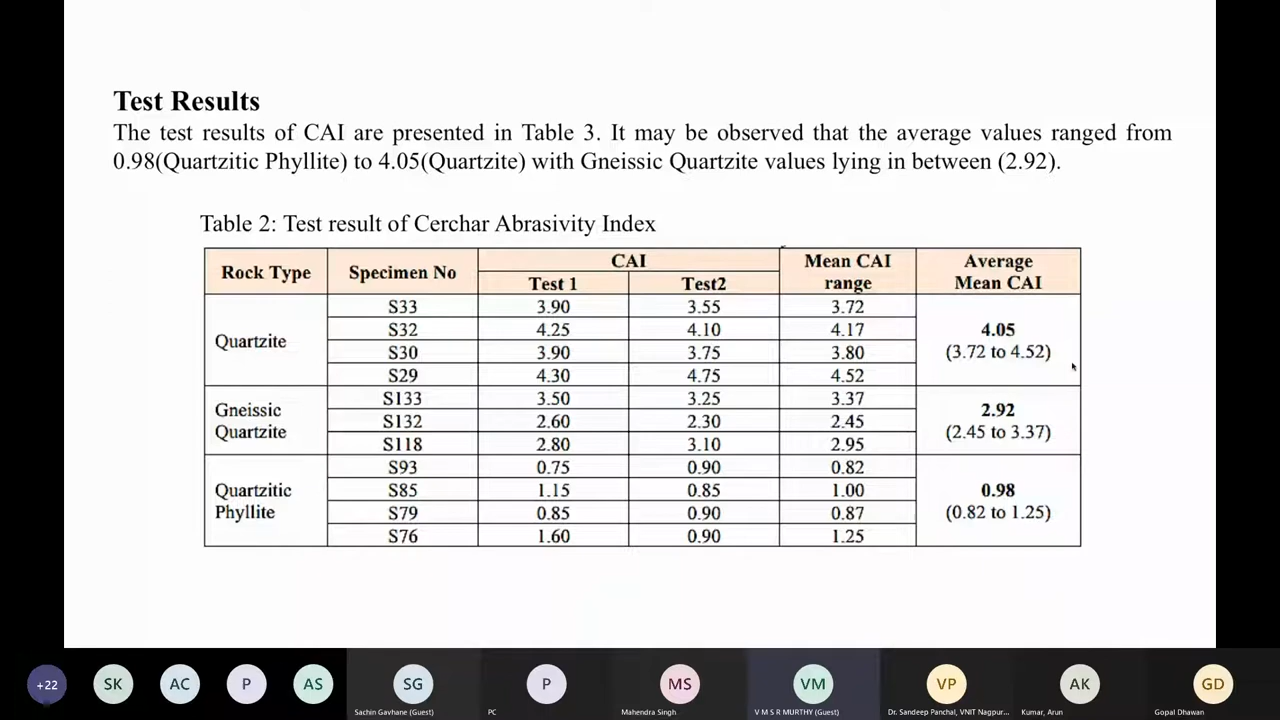 Test Results
The test results of CAI are presented in Table 3. It may be observed that the average values ranged from
0.98(Quartzitic Phyllite) to 4.05(Quartzite) with Gneissic Quartzite values lying in between (2.92).
Table 2: Test result of Cerchar Abrasivity Index
Rock Type Specimen No CAI Mean CAI range Average Mean CAI
Test 1 Test2
Quartzite 4.05 (3.72 to 4.52)
S33 3.90 3.55 3.72
S32 4.25 4.10 4.17
S30 3.90 3.75 3.80
S29 4.30 4.75 4.52
Gneissic Quartzite 2.92 (2.45 to 3.37)
S133 3.50 3.25 3.37
S132 2.60 2.30 2.45
S118 2.80 3.10 2.95
Quartzitic Phyllite 0.98 (0.82 to 1.25)
S93 0.75 0.90 0.82
S85 1.15 0.85 1.00
S79 0.85 0.90 0.87
S76 1.60 0.90 1.25
+22 SK AC P AS SG P MS VM VP AK GD
Sachin Gavhane (Guest) PC Mahendra Singh V M S R MURTHY (Guest) Dr. Sandeep Panchal, VNIT Nagpur... Kumar, Arun Gopal Dhawan